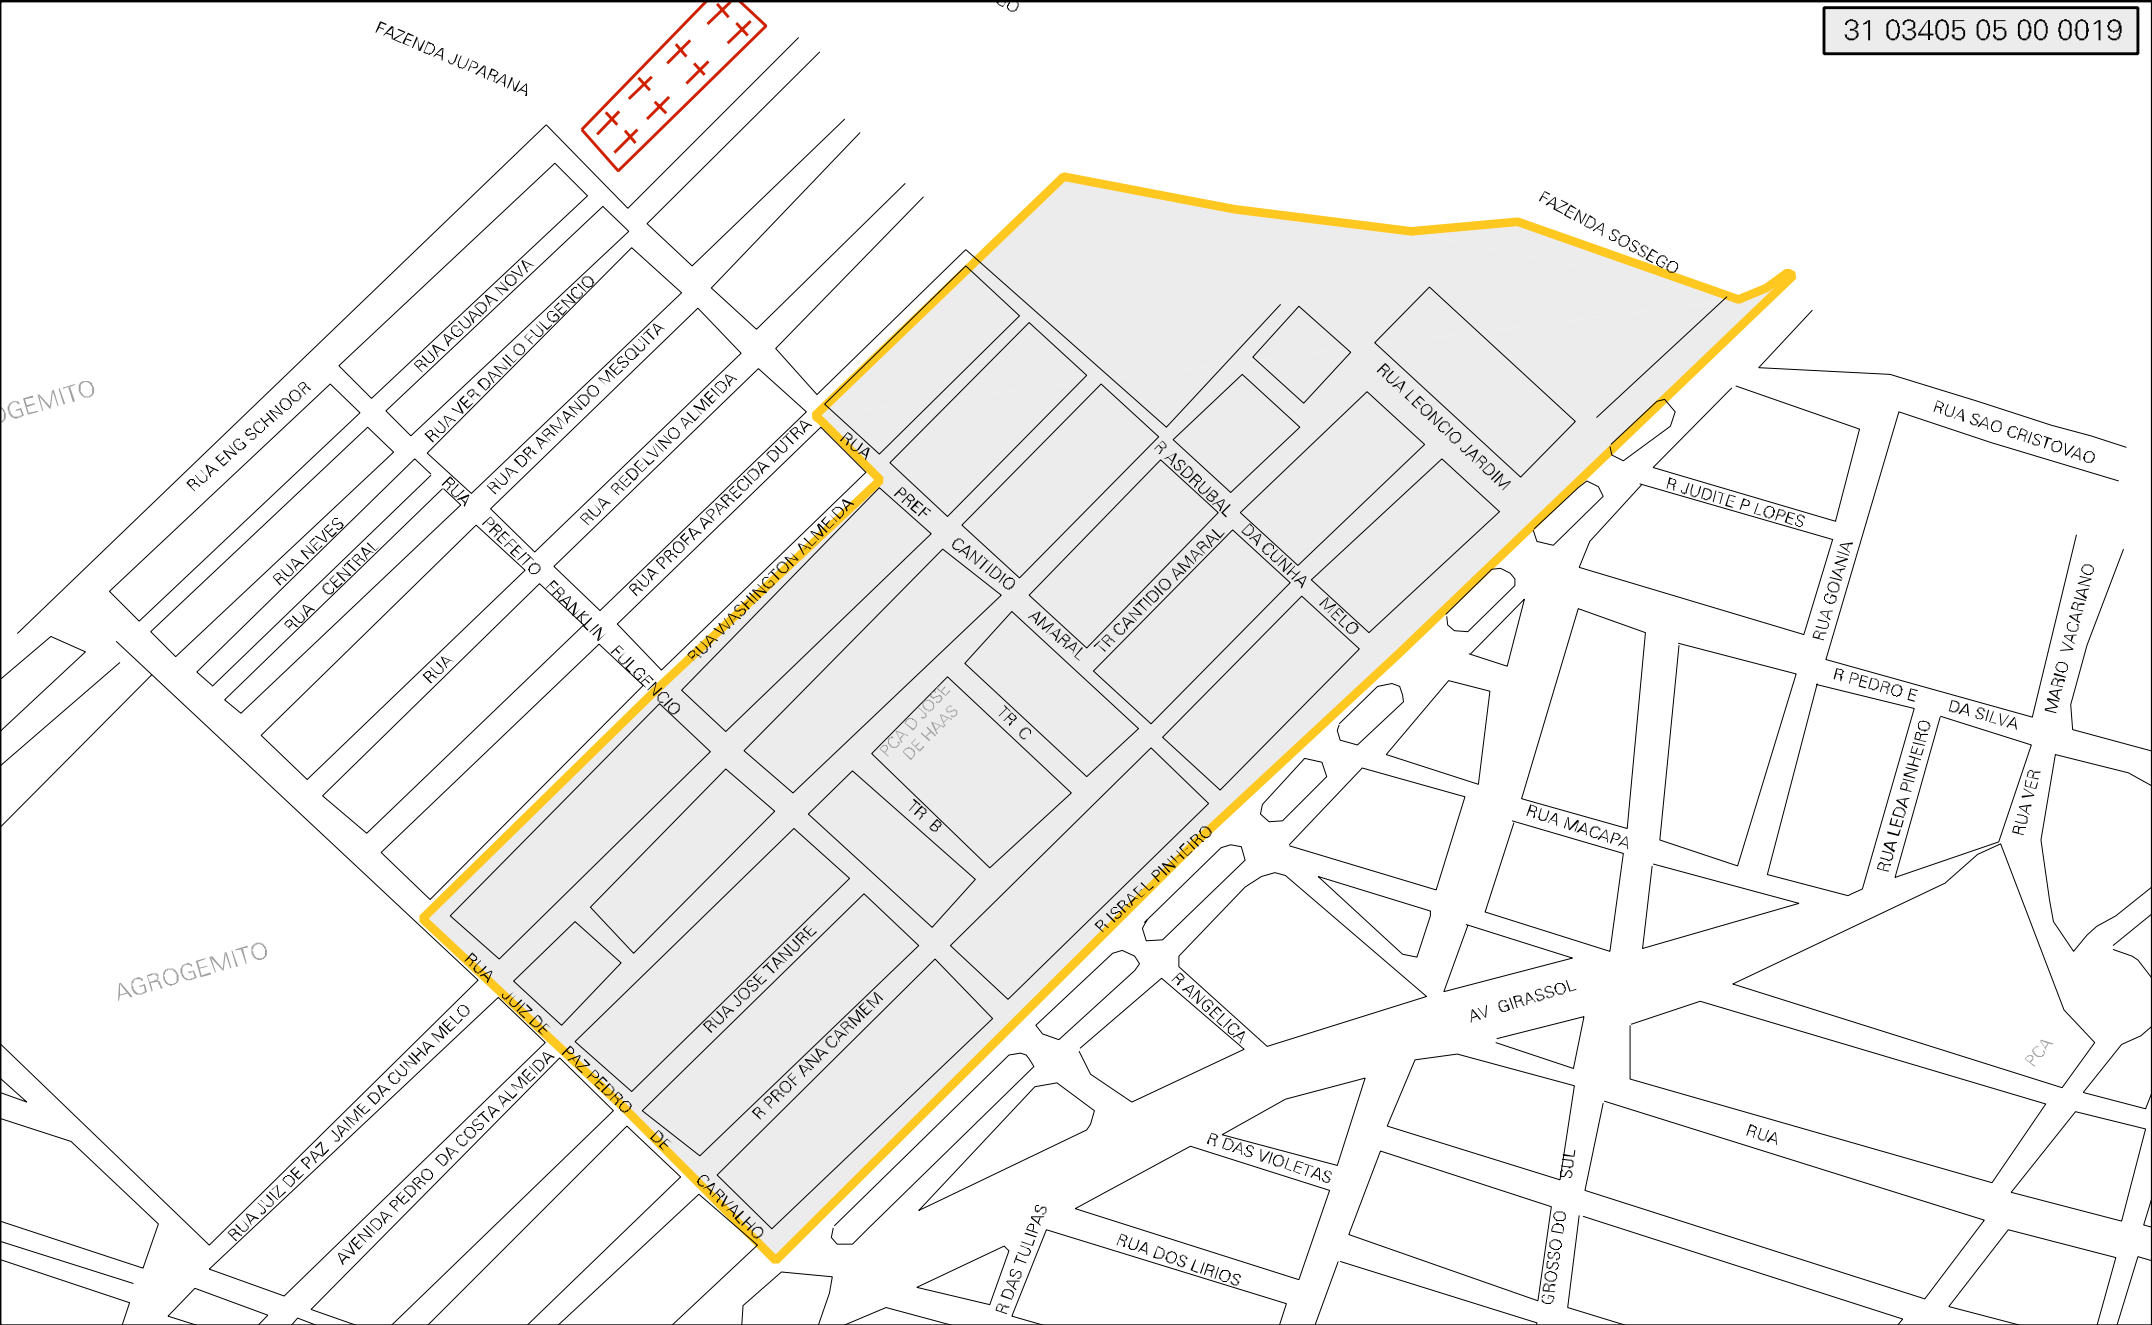 31 03405 05 00 0019
FAZENDA JUPARANA
FAZENDA SOSSEGO
RUA AGUADA NOVA
RUA VER DANILO FULGENCIO
RUA DR ARMANDO MESQUITA
RUA REDELVINO ALMEIDA
RUA PROFA APARECIDA DUTRA
RUA ENG SCHNOOR
RUA NEVES
RUA CENTRAL
RUA
RUA PREFEITO FRANKLIN FULGENCIO
RUA WASHINGTON ALMEIDA
RUA PREF CANTIDIO AMARAL
R ASDRUBAL DA CUNHA MELO
TR CANTIDIO AMARAL
RUA LEONCIO JARDIM
RUA SAO CRISTOVAO
R JUDITE P LOPES
RUA GOIANIA
MARIO VACARIANO
RUA VER
R PEDRO E DA SILVA
RUA LEDA PINHEIRO
RUA MACAPA
PCA D JOSE
DE HAAS
TR C
TR B
R ISRAEL PINHEIRO
RUA JOSE TANURE
R PROF ANA CARMEM
AGROGEMITO
RUA JUIZ DE PAZ PEDRO DE CARVALHO
RUA JUIZ DE PAZ JAIME DA CUNHA MELO
AVENIDA PEDRO DA COSTA ALMEIDA
R ANGELICA
AV GIRASSOL
PCA
RUA
R DAS VIOLETAS
R DAS TULIPAS
RUA DOS LIRIOS
GROSSO DO SUL